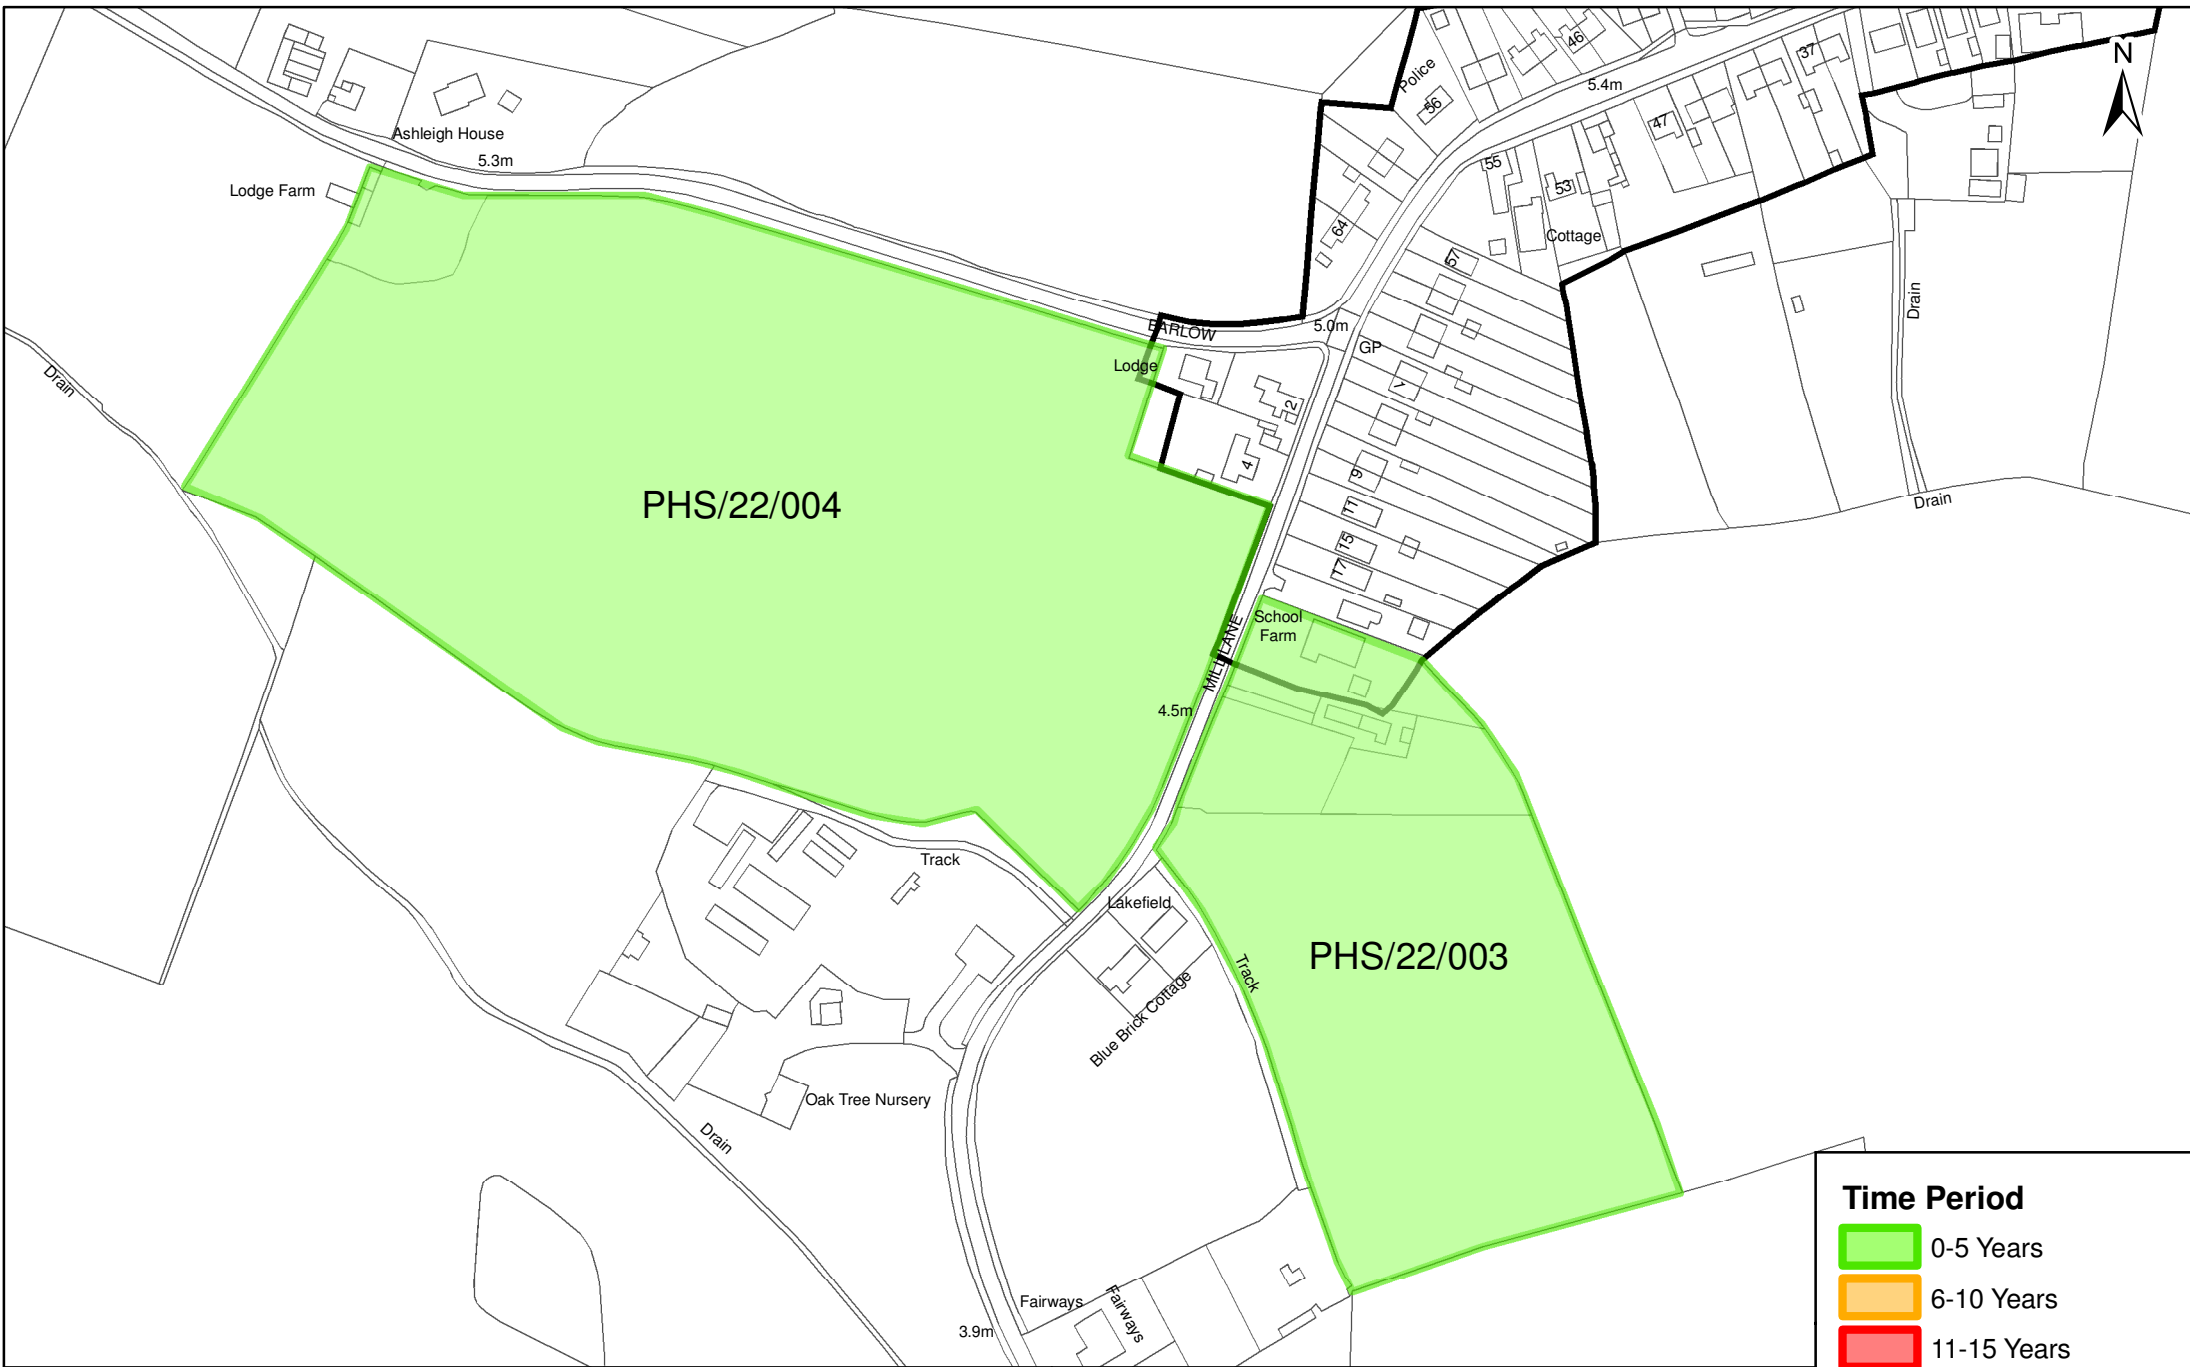 46
37
N
Police
5.4m
56
47
Ashleigh House
5.3m
55
53
Lodge Farm
64
Cottage
57
Drain
BARLOW
5.0m
GP
Lodge
Drain
1
2
4
9
PHS/22/004
11
Drain
15
17
School
Farm
MILL LANE
4.5m
Track
Lakefield
PHS/22/003
Track
Blue Brick Cottage
Oak Tree Nursery
Drain
Fairways
Fairways
3.9m
Time Period
0-5 Years
6-10 Years
11-15 Years